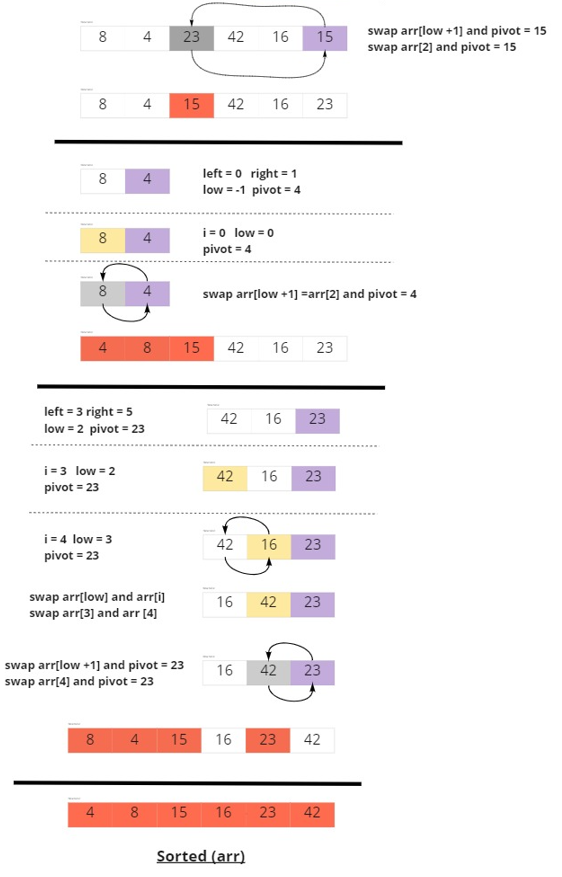 8 4 23 42 16 15
swap arr[low +1] and pivot = 15
swap arr[2] and pivot = 15
8 4 15 42 16 23
8 4
left = 0 right = 1
low = -1 pivot = 4
8 4
i = 0 low = 0
pivot = 4
8 4
swap arr[low +1] =arr[2] and pivot = 4
4 8 15 42 16 23
left = 3 right = 5
low = 2 pivot = 23
42 16 23
i = 3 low = 2
pivot = 23
42 16 23
i = 4 low = 3
pivot = 23
42 16 23
swap arr[low] and arr[i]
swap arr[3] and arr [4]
16 42 23
swap arr[low +1] and pivot = 23
swap arr[4] and pivot = 23
16 42 23
8 4 15 16 23 42
4 8 15 16 23 42
Sorted (arr)